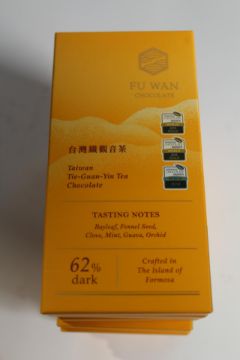 FU WAN
CHOCOLATE
台灣鐵觀音茶
Taiwan
Tie-Guan-Yin Tea
Chocolate
TASTING NOTES
Bayleaf, Fennel Seed,
Clove, Mint, Guava, Orchid
62%
dark
Crafted in
The Island of
Formosa